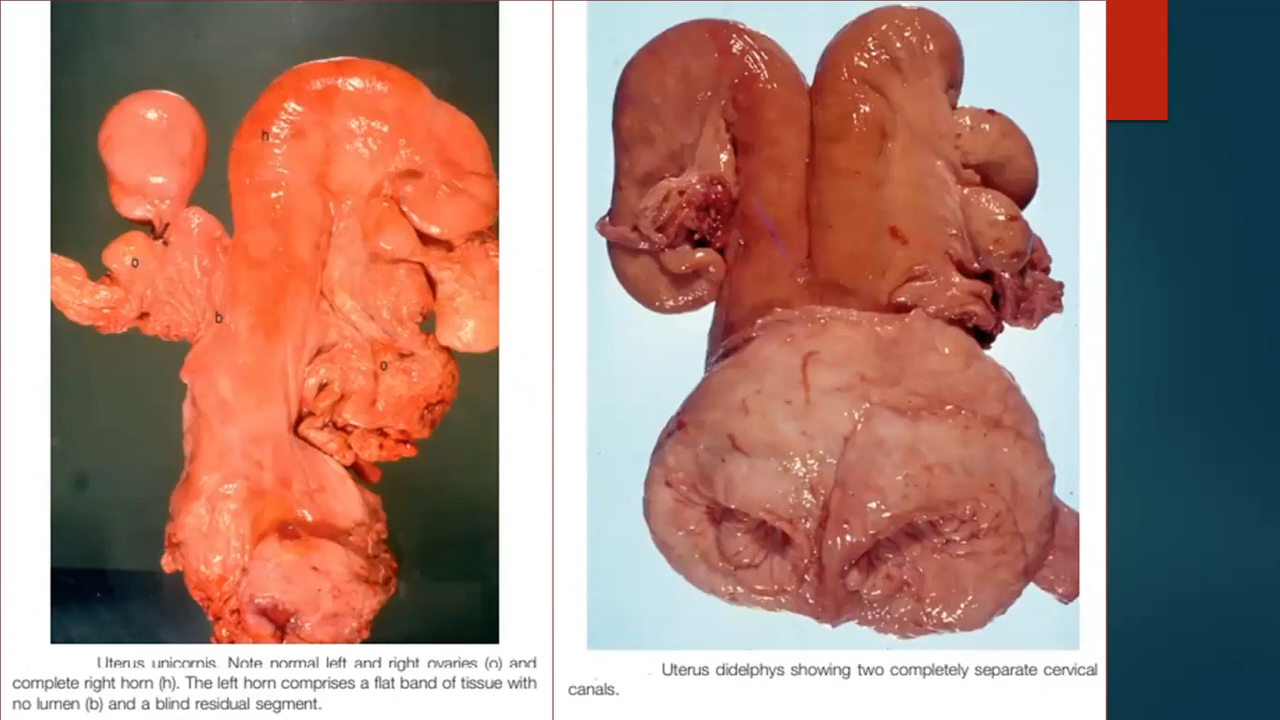 h
o
b
o
Uterus unicornis. Note normal left and right ovaries (o) and
complete right horn (h). The left horn comprises a flat band of tissue with
no lumen (b) and a blind residual segment.
Uterus didelphys showing two completely separate cervical
canals.